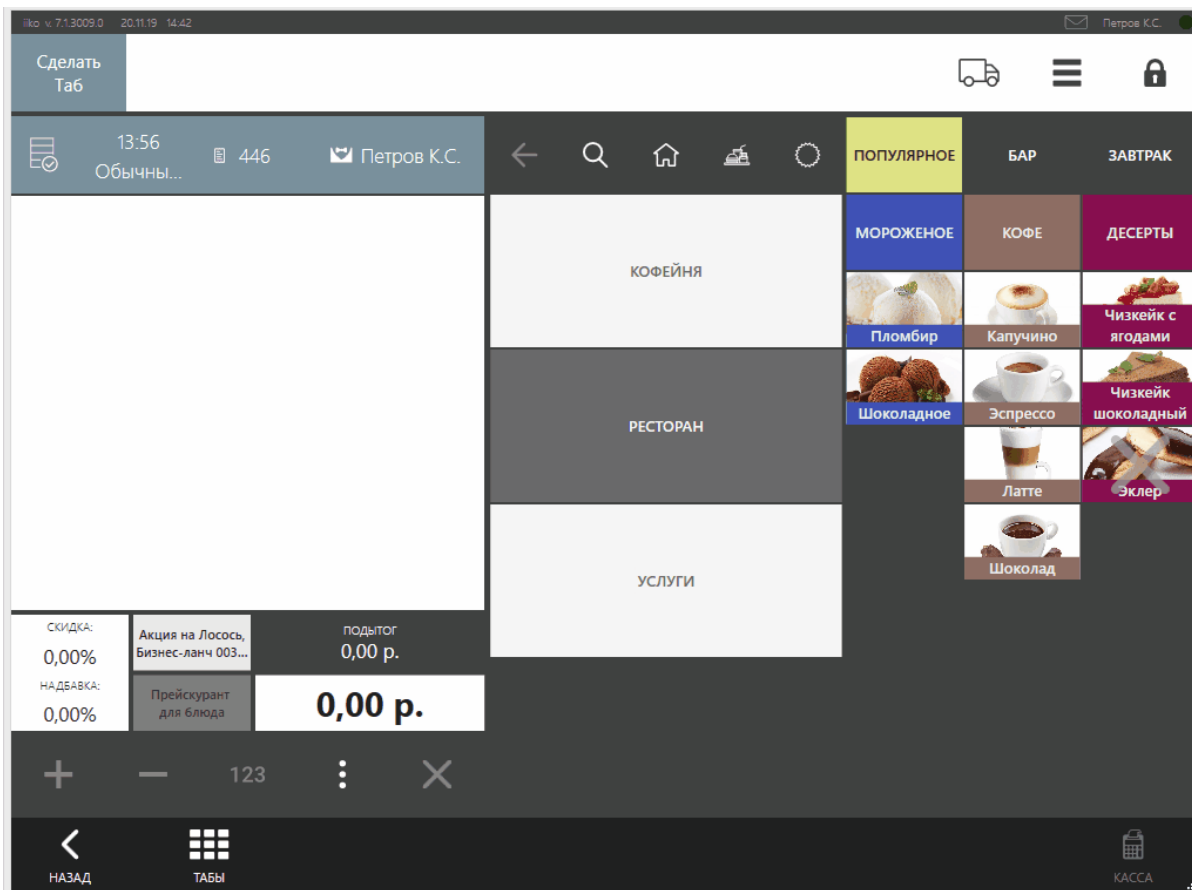 iiko v. 7.1.3009.0 20.11.19 14:42 Петров К.С.
Сделать
Таб
13:56
Обычны...
446
Петров К.С.
ПОПУЛЯРНОЕ
БАР
ЗАВТРАК
МОРОЖЕНОЕ
КОФЕ
ДЕСЕРТЫ
КОФЕЙНЯ
РЕСТОРАН
УСЛУГИ
Пломбир
Капучино
Чизкейк с
ягодами
Шоколадное
Эспрессо
Чизкейк
шоколадный
Латте
Эклер
Шоколад
СКИДКА:
0,00%
НАДБАВКА:
0,00%
Акция на Лосось,
Бизнес-ланч 003...
Прейскурант
для блюда
ПОДЫТОГ
0,00 р.
0,00 р.
123
НАЗАД
ТАБЫ
КАССА